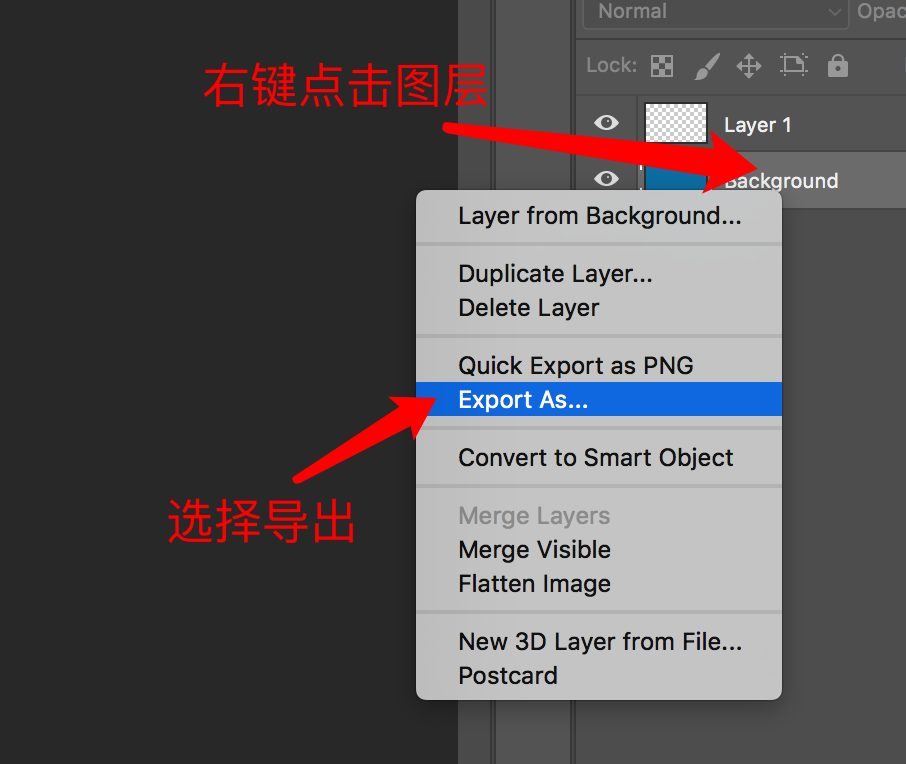 Normal
Opac
Lock:
右键点击图层
Layer 1
Background
Layer from Background...
Duplicate Layer...
Delete Layer
Quick Export as PNG
Export As...
Convert to Smart Object
选择导出
Merge Layers
Merge Visible
Flatten Image
New 3D Layer from File...
Postcard